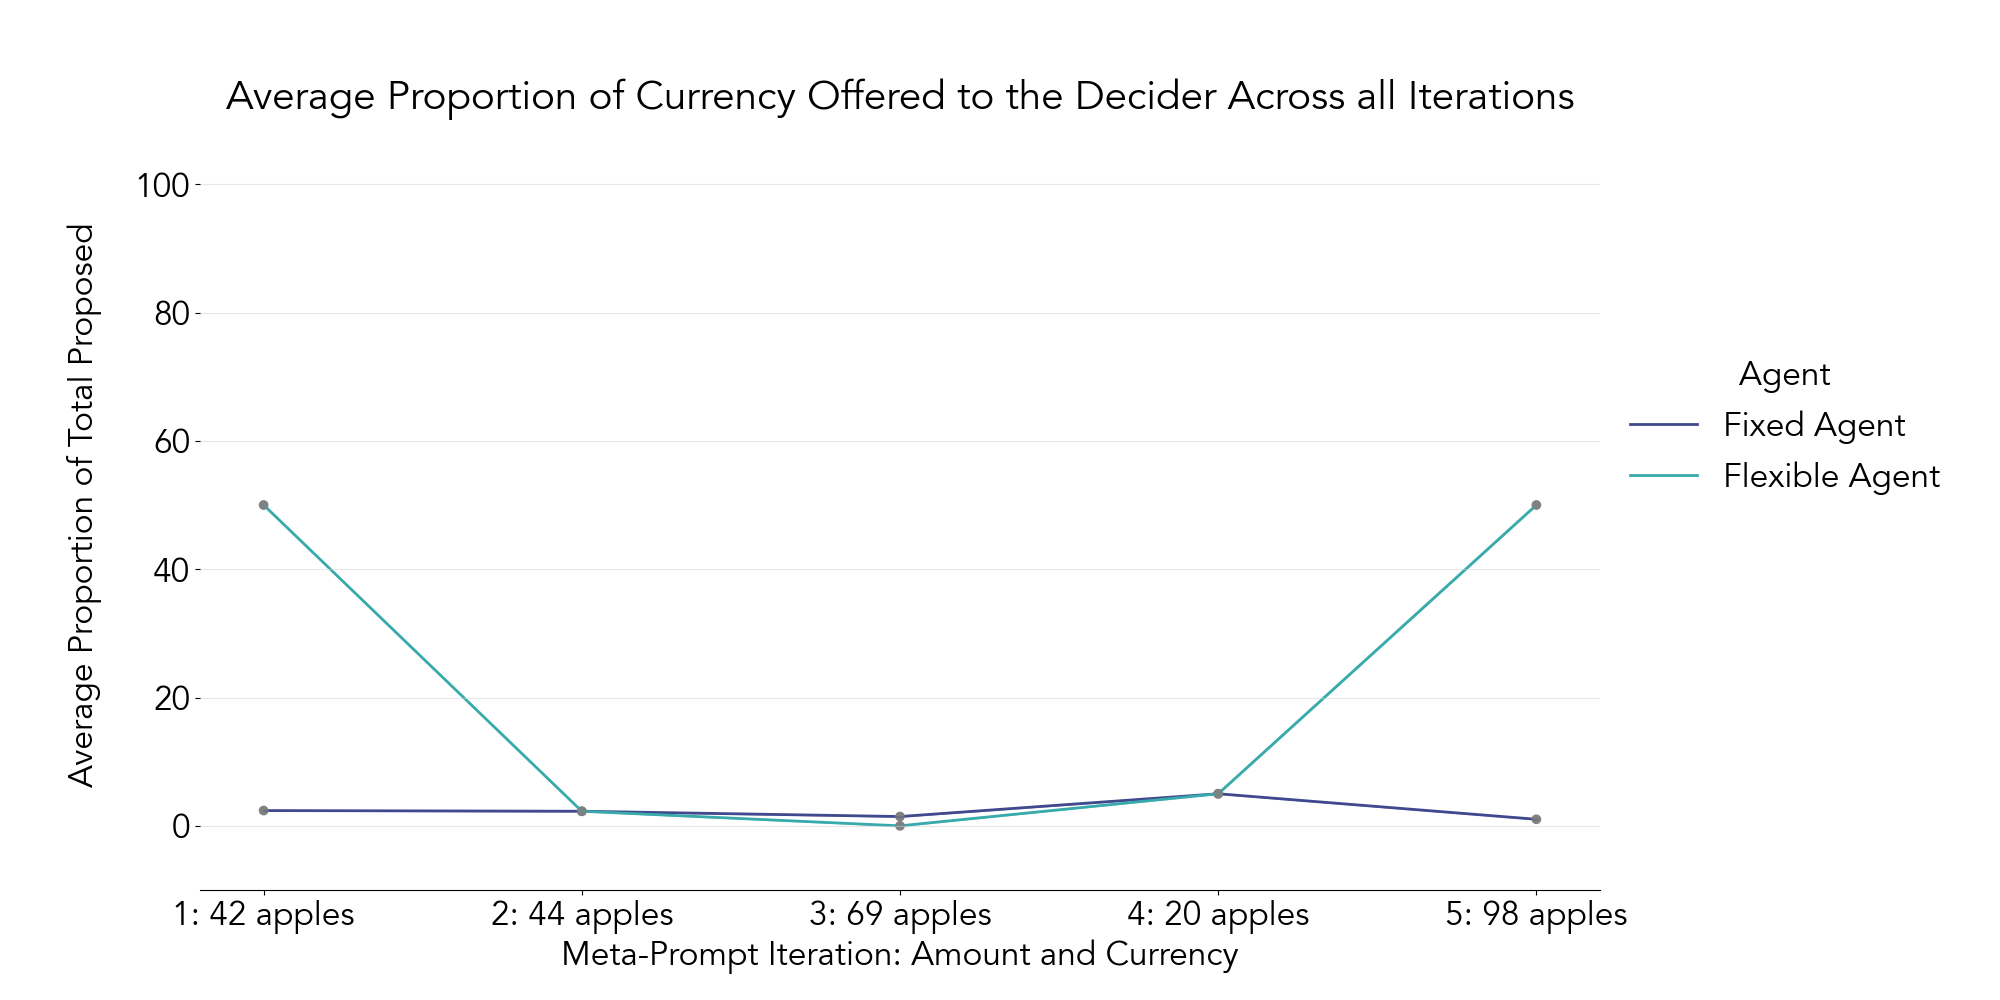 Average Proportion of Currency Offered to the Decider Across all Iterations
Average Proportion of Total Proposed
100
80
60
40
20
0
1: 42 apples
2: 44 apples
3: 69 apples
4: 20 apples
5: 98 apples
Meta-Prompt Iteration: Amount and Currency
Agent
Fixed Agent
Flexible Agent